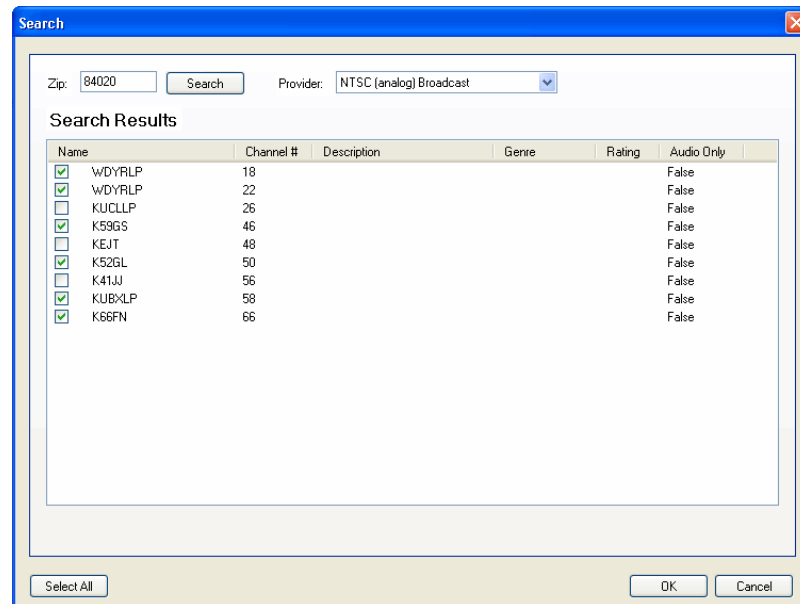 Search
Zip: 84020 Search Provider: NTSC (analog) Broadcast
Search Results
Name Channel # Description Genre Rating Audio Only
WDYRLP 18 False
WDYRLP 22 False
KUCLLP 26 False
K59GS 46 False
KEJT 48 False
K52GL 50 False
K41JJ 56 False
KUBXLP 58 False
K66FN 66 False
Select All OK Cancel